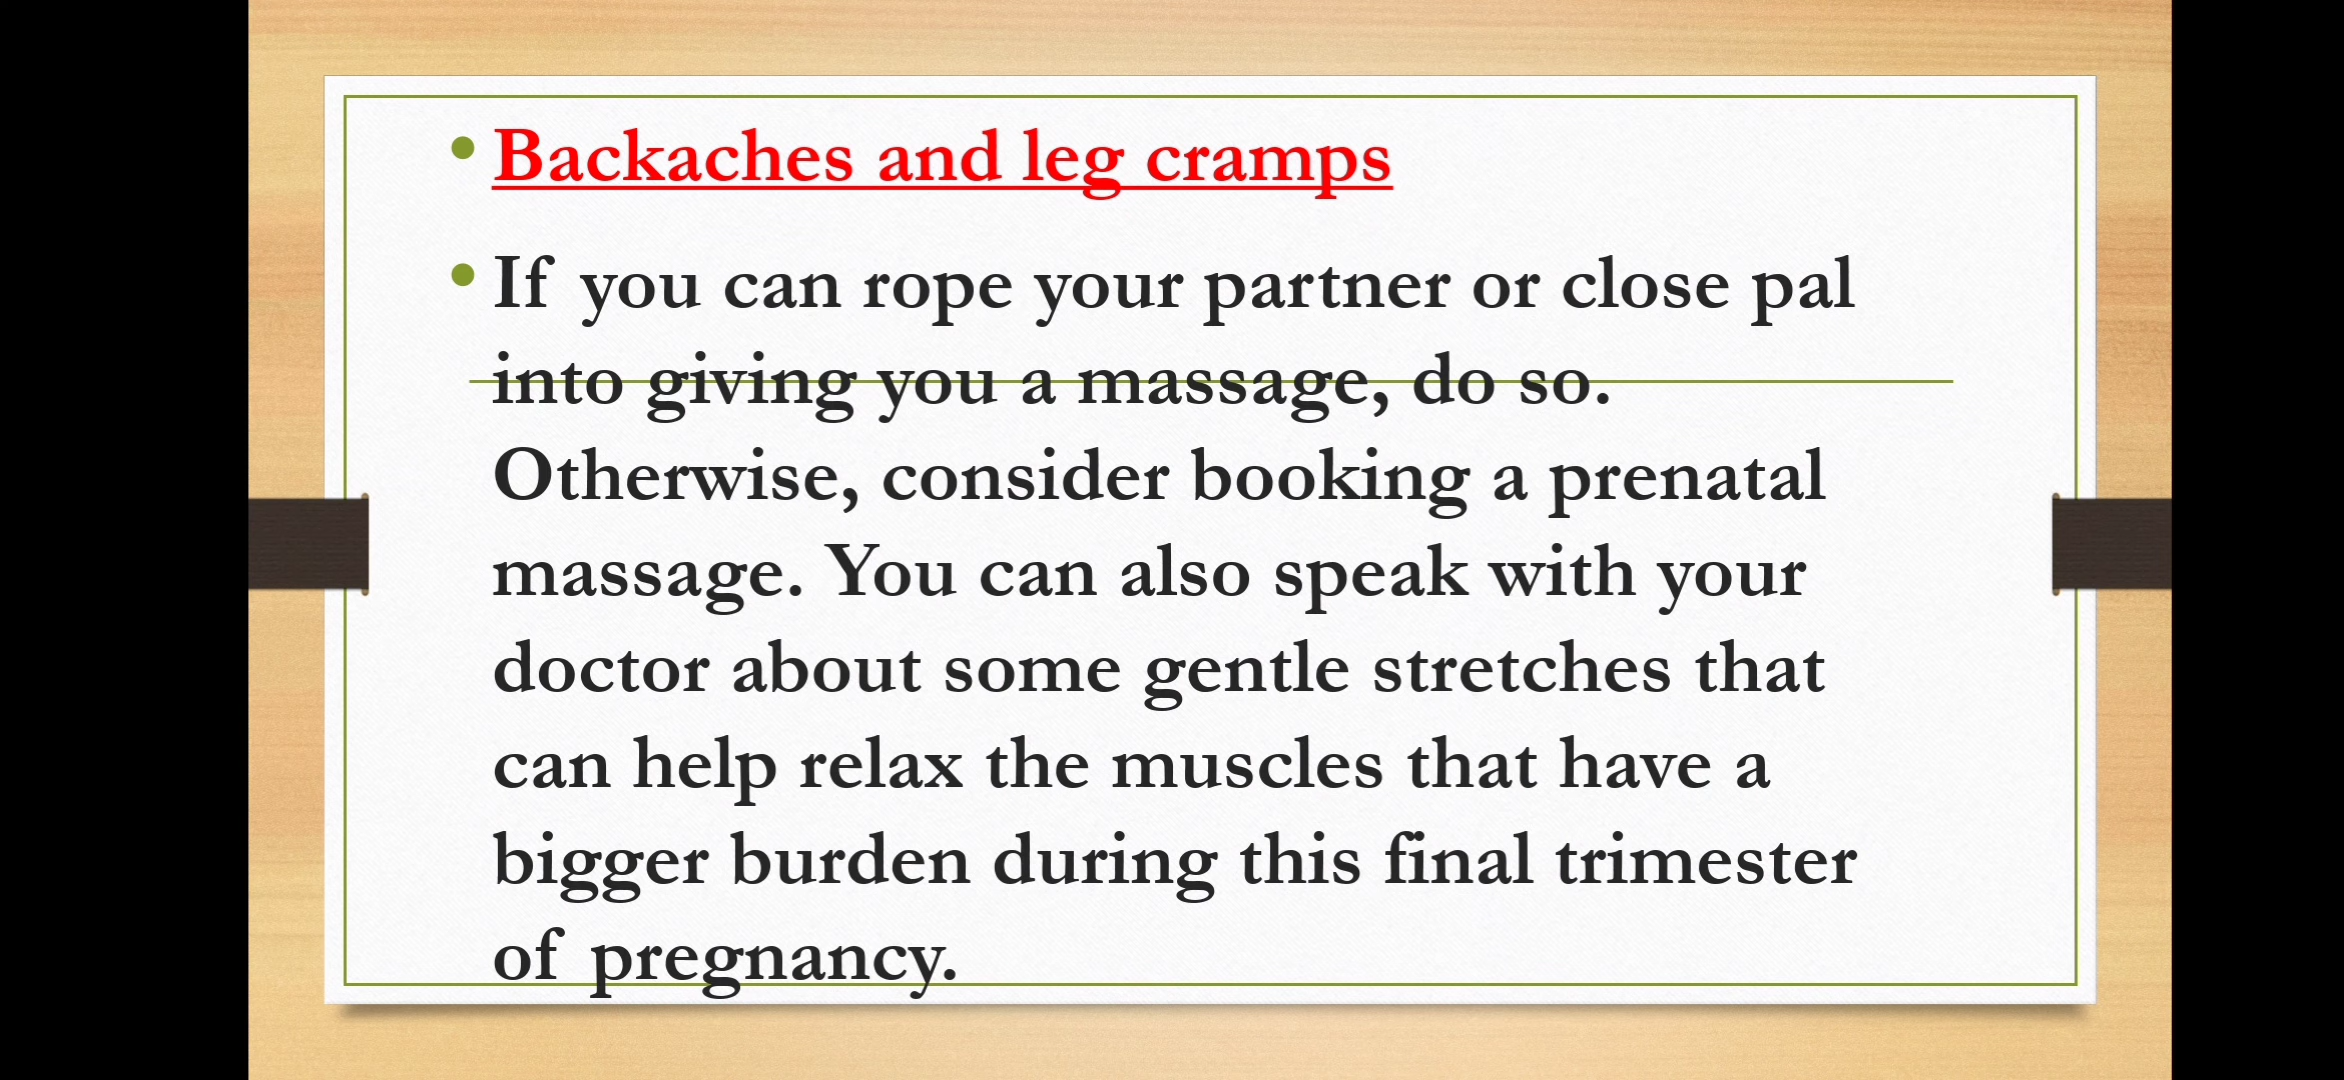 • Backaches and leg cramps
• If you can rope your partner or close pal
into giving you a massage, do so.
Otherwise, consider booking a prenatal
massage. You can also speak with your
doctor about some gentle stretches that
can help relax the muscles that have a
bigger burden during this final trimester
of pregnancy.